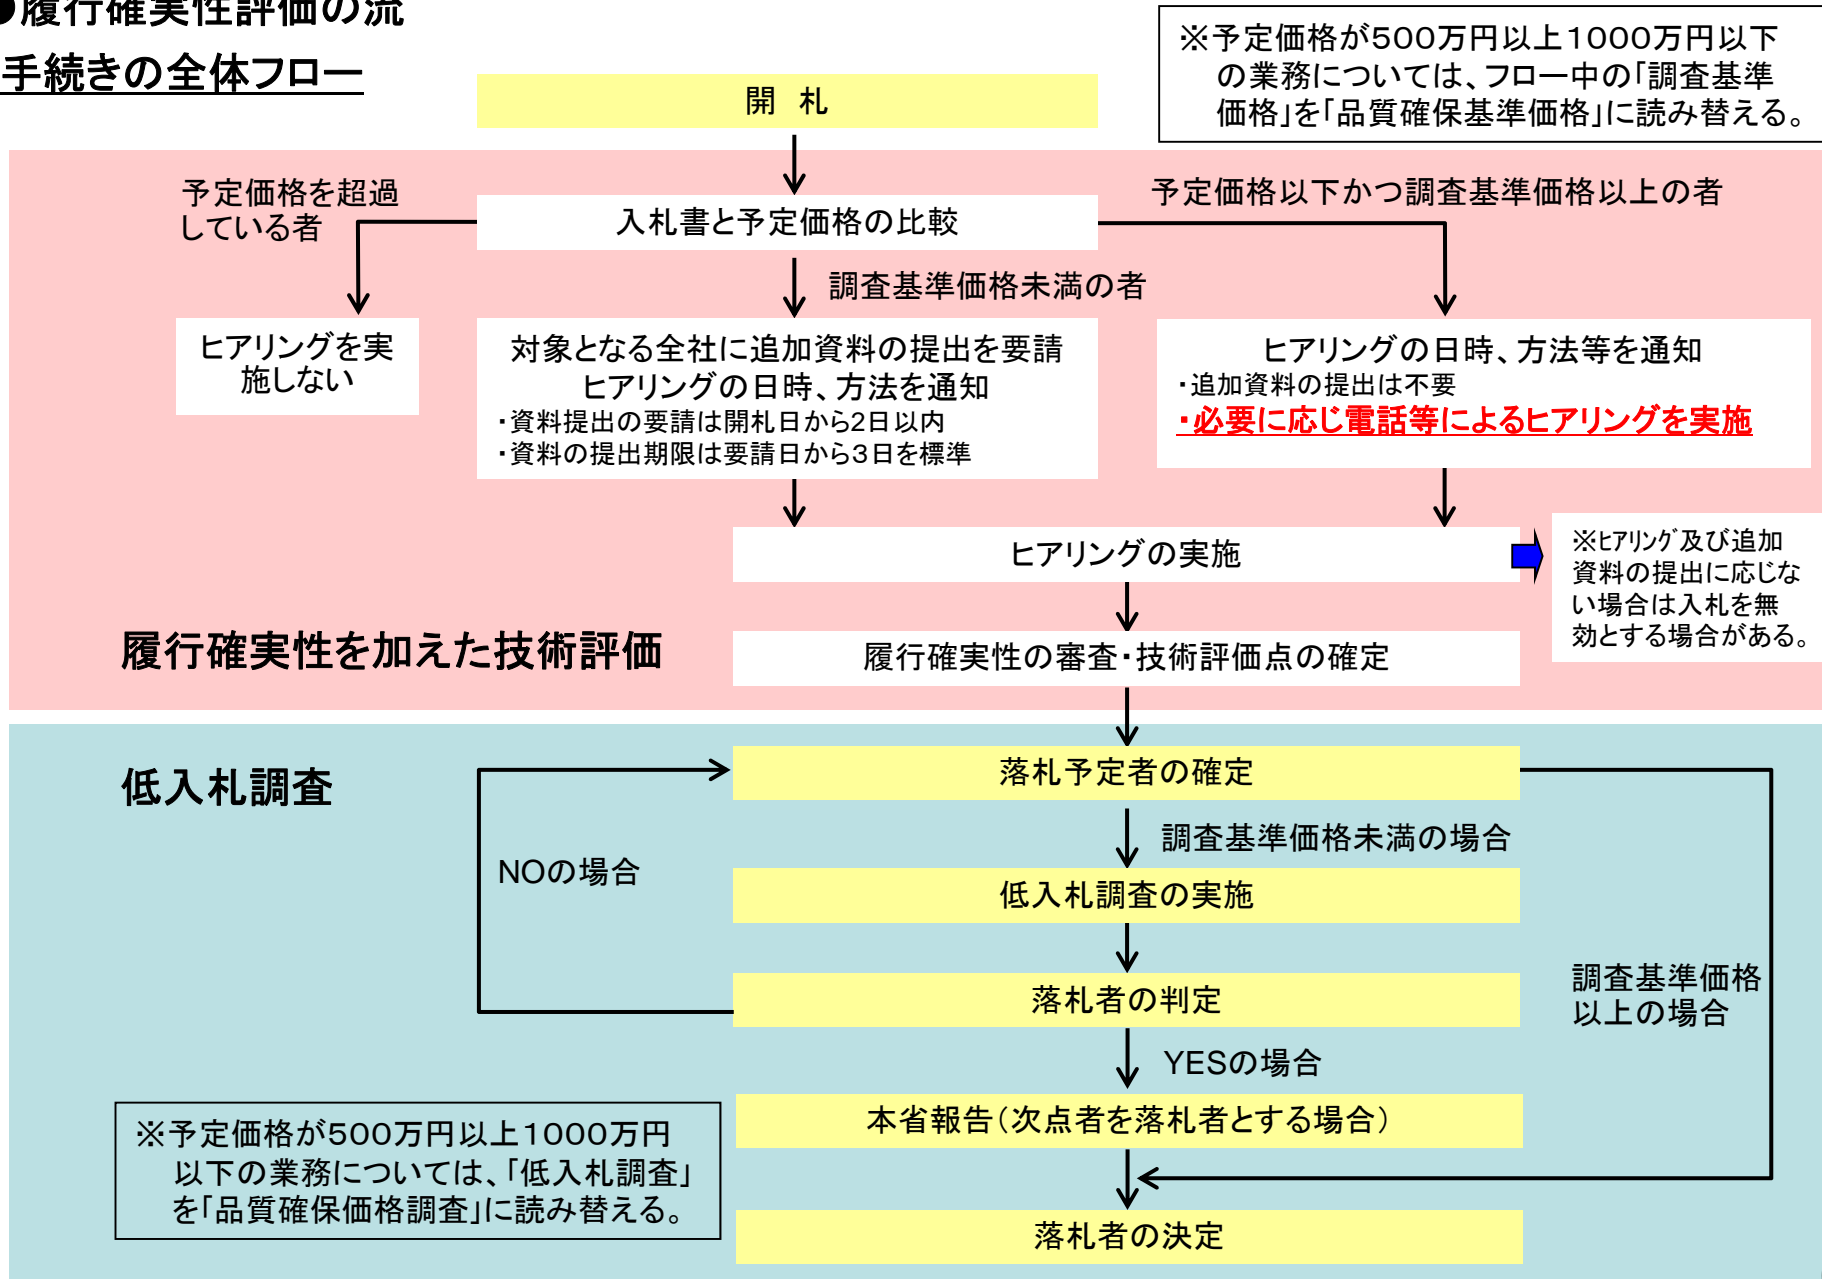 ●履行確実性評価の流
手続きの全体フロー
※予定価格が500万円以上1000万円以下
の業務については、フロー中の「調査基準
価格」を「品質確保基準価格」に読み替える。
開　札
予定価格を超過
している者
入札書と予定価格の比較
予定価格以下かつ調査基準価格以上の者
調査基準価格未満の者
ヒアリングを実
施しない
対象となる全社に追加資料の提出を要請
ヒアリングの日時、方法を通知
・資料提出の要請は開札日から2日以内
・資料の提出期限は要請日から3日を標準
ヒアリングの日時、方法等を通知
・追加資料の提出は不要
・必要に応じ電話等によるヒアリングを実施
ヒアリングの実施
※ﾋｱﾘﾝｸﾞ及び追加
資料の提出に応じな
い場合は入札を無
効とする場合がある。
履行確実性を加えた技術評価
履行確実性の審査・技術評価点の確定
低入札調査
落札予定者の確定
調査基準価格未満の場合
NOの場合
低入札調査の実施
落札者の判定
調査基準価格
以上の場合
YESの場合
本省報告（次点者を落札者とする場合）
※予定価格が500万円以上1000万円
以下の業務については、「低入札調査」
を「品質確保価格調査」に読み替える。
落札者の決定